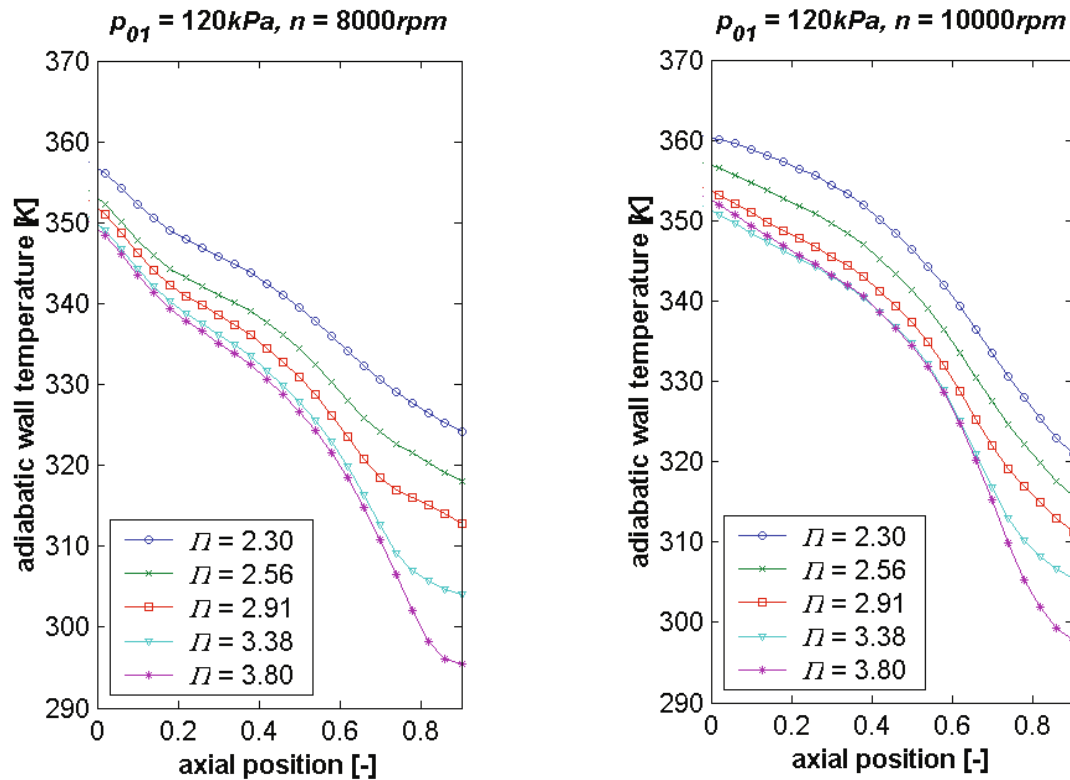 p01 = 120kPa, n = 8000rpm
370
360
350
340
330
320
310
300
290
0
0.2
0.4
0.6
0.8
adiabatic wall temperature [K]
axial position [-]
Π = 2.30
Π = 2.56
Π = 2.91
Π = 3.38
Π = 3.80
p01 = 120kPa, n = 10000rpm
370
360
350
340
330
320
310
300
290
0
0.2
0.4
0.6
0.8
adiabatic wall temperature [K]
axial position [-]
Π = 2.30
Π = 2.56
Π = 2.91
Π = 3.38
Π = 3.80